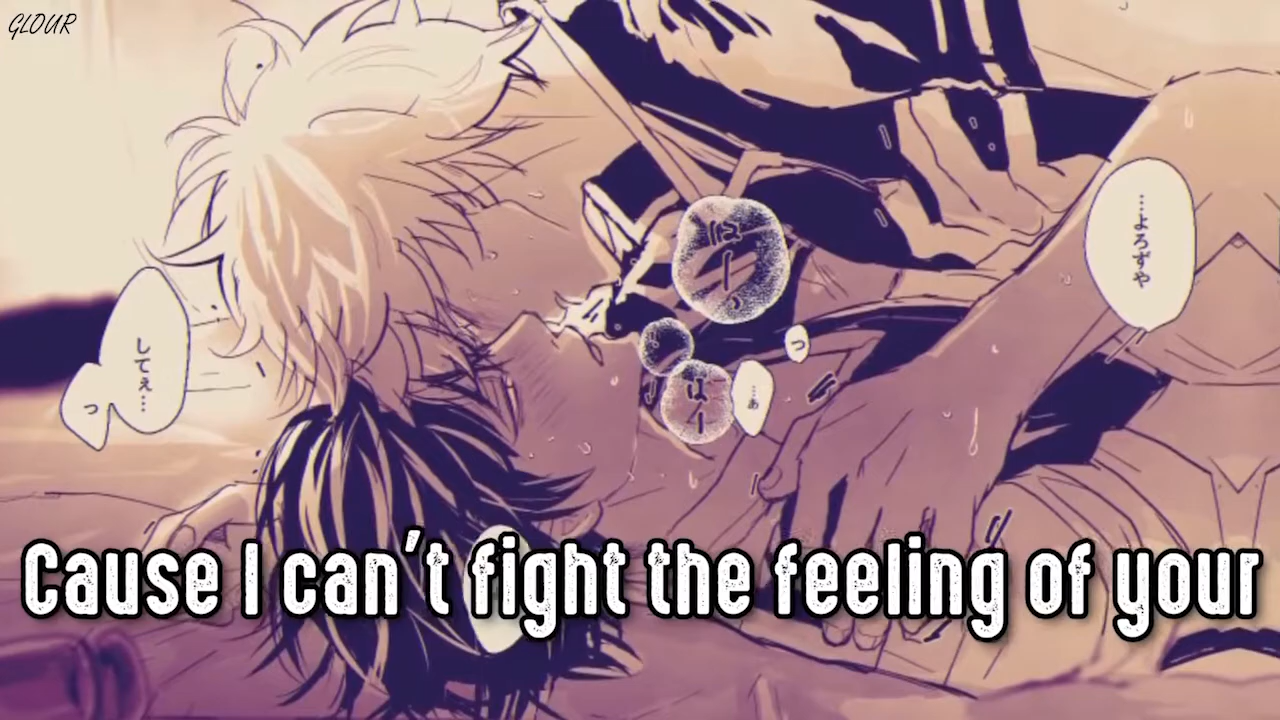 GLOUR
…よろずや
はー、
っ
はー
…ぁ
してぇ…
っ
Cause I can't fight the feeling of your